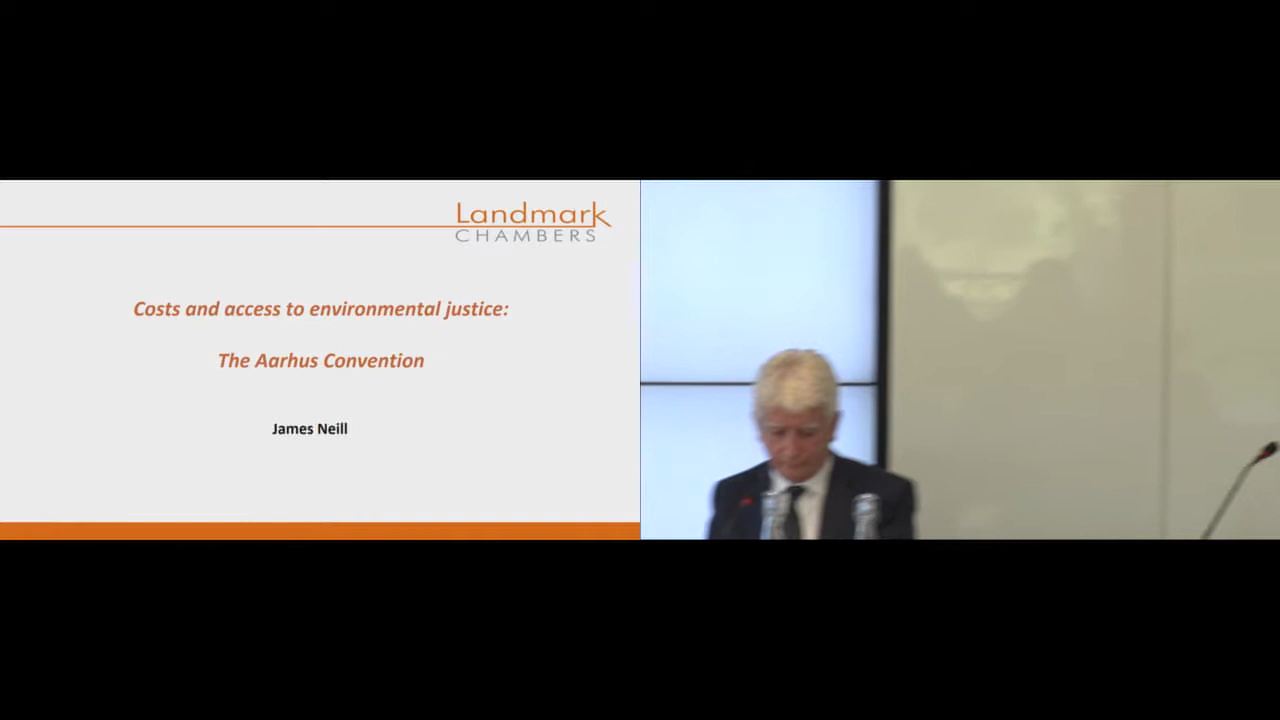 Landmark
CHAMBERS
Costs and access to environmental justice:
The Aarhus Convention
James Neill